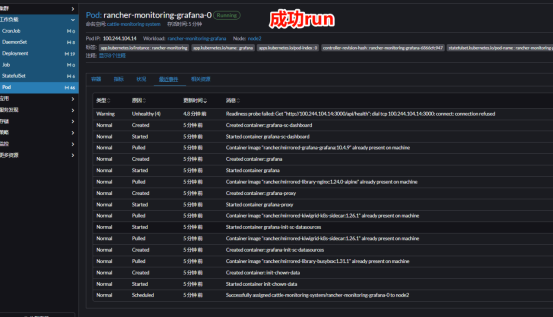 集群
工作负载
CronJob 0
DaemonSet 2
Deployment 17
Job 0
StatefulSet 6
Pod 46
应用
服务发现
存储
策略
监控
更多资源
Pod: rancher-monitoring-grafana-0 Running
成功run
命名空间: cattle-monitoring-system 存活时间: 5 分钟
Pod IP: 100.244.104.14 Workload: rancher-monitoring-grafana Node: node2
标签: app.kubernetes.io/instance : rancher-monitoring app.kubernetes.io/name : grafana apps.kubernetes.io/pod-index : 0 controller-revision-hash : statefulset.kubernetes.io/pod-name : rancher-monitoring-
注释:
容器 指标 状况 最近事件 相关资源
类型 原因 更新时间 消息
Warning Unhealthy (4) 4.8 分钟 前 Readiness probe failed: Get "http://100.244.104.14:3000/api/health": dial tcp 100.244.104.14:3000: connect: connection refused
Normal Created 5 分钟 前 Created container: grafana-sc-dashboard
Normal Started 5 分钟 前 Started container grafana-sc-dashboard
Normal Pulled 5 分钟 前 Container image "rancher/mirrored-grafana-grafana:10.4.9" already present on machine
Normal Created 5 分钟 前 Created container: grafana
Normal Started 5 分钟 前 Started container grafana
Normal Pulled 5 分钟 前 Container image "rancher/mirrored-library-nginx:1.24.0-alpine" already present on machine
Normal Created 5 分钟 前 Created container: grafana-proxy
Normal Started 5 分钟 前 Started container grafana-proxy
Normal Pulled 5 分钟 前 Container image "rancher/mirrored-kiwigrid-k8s-sidecar:1.26.1" already present on machine
Normal Started 5 分钟 前 Started container grafana-init-sc-datasources
Normal Pulled 5 分钟 前 Container image "rancher/mirrored-kiwigrid-k8s-sidecar:1.26.1" already present on machine
Normal Created 5 分钟 前 Created container: grafana-init-sc-datasources
Normal Pulled 5 分钟 前 Container image "rancher/mirrored-library-busybox:1.31.1" already present on machine
Normal Created 5 分钟 前 Created container: init-chown-data
Normal Started 5 分钟 前 Started container init-chown-data
Normal Scheduled 5 分钟 前 Successfully assigned cattle-monitoring-system/rancher-monitoring-grafana-0 to node2